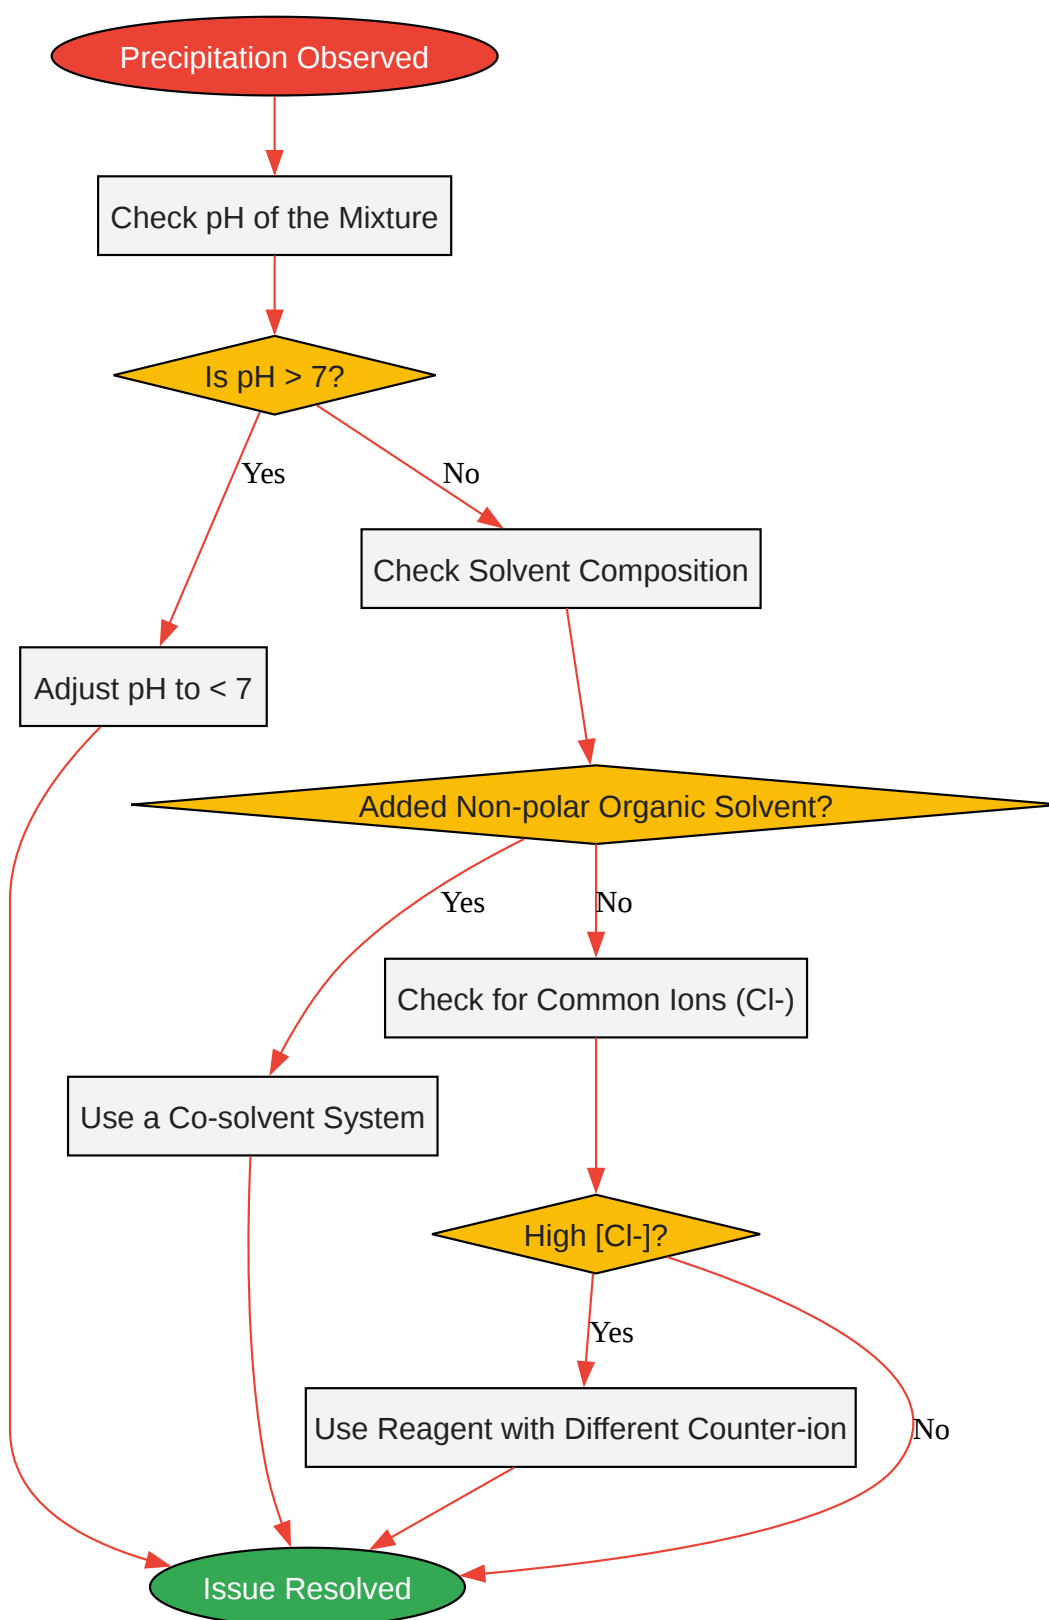 Precipitation Observed
Check pH of the Mixture
Is pH > 7?
Yes
No
Check Solvent Composition
Adjust pH to < 7
Added Non-polar Organic Solvent?
Yes
No
Check for Common Ions (Cl-)
Use a Co-solvent System
High [Cl-]?
Yes
Use Reagent with Different Counter-ion
No
Issue Resolved